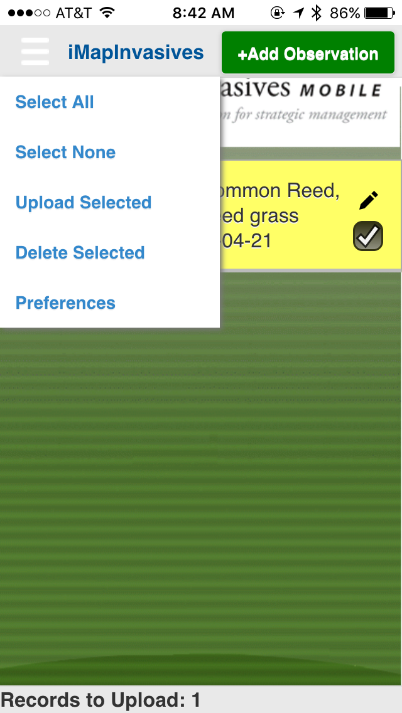 AT&T 8:42 AM 86%
iMapInvasives +Add Observation
Select All
Select None
Upload Selected
Delete Selected
Preferences
asives MOBILE
n for strategic management
ommon Reed,
ed grass
04-21
Records to Upload: 1